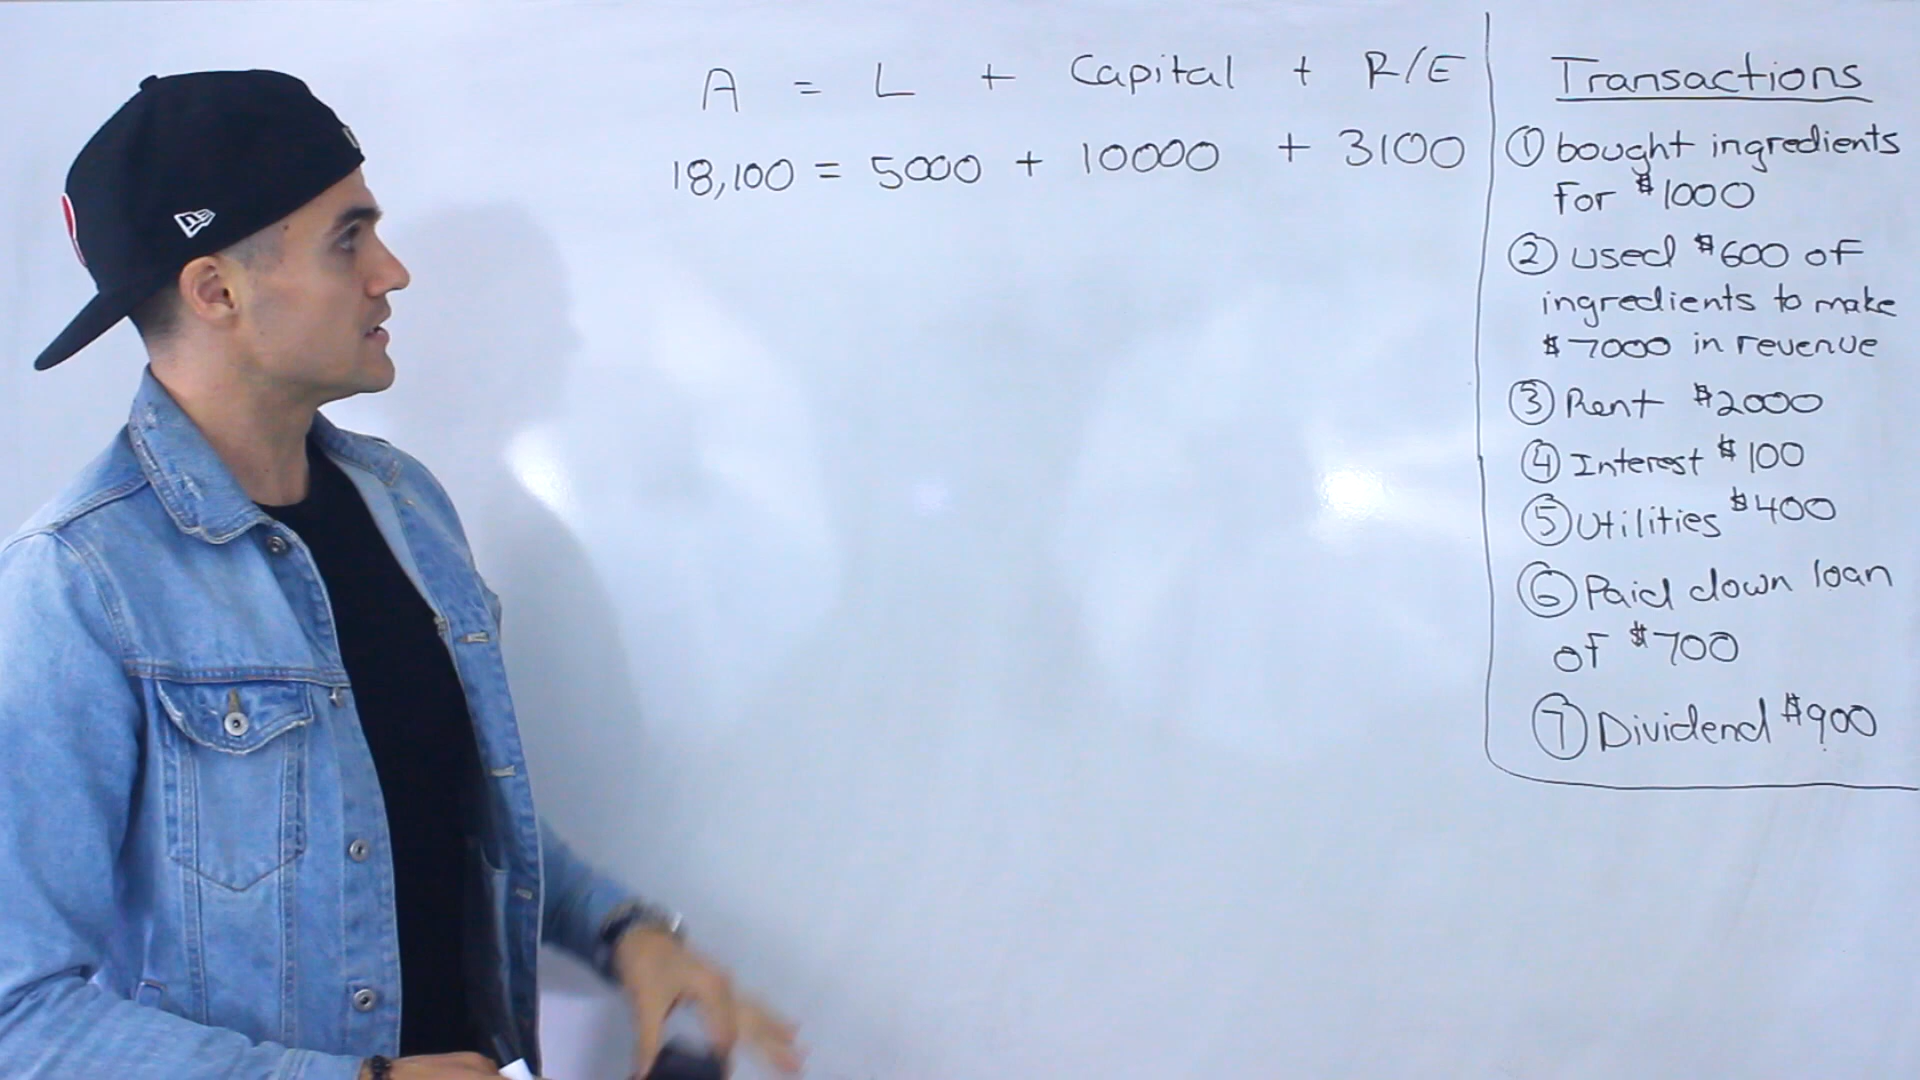 A = L + Capital + R/E
18,100 = 5000 + 10000 + 3100
Transactions
① bought ingredients
For $1000
② used $600 of
ingredients to make
$7000 in revenue
③ Rent $2000
④ Interest $100
⑤ Utilities $400
⑥ Paid down loan
of $700
⑦ Dividend $900